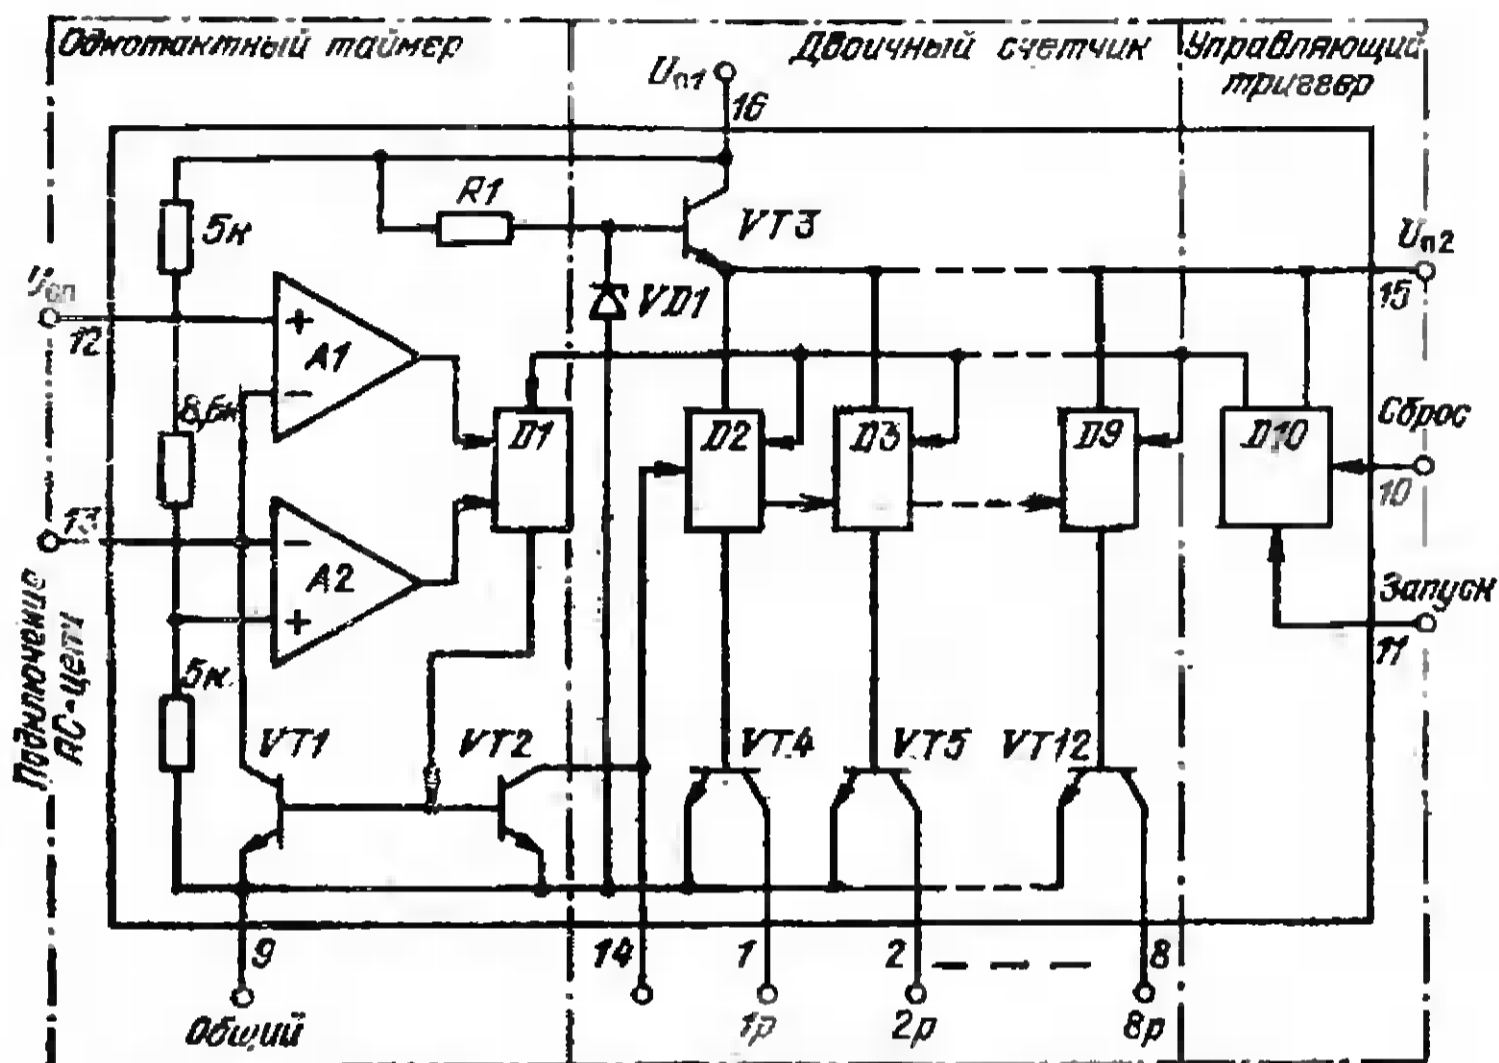 Однотактный таймер
Двоичный счетчик
Управляющий
триггер
Uп1
16
R1
5к
VT3
Uп2
15
Uоп
12
VD1
A1
+
−
8,6к
D1
D2
D3
D9
D10
Сброс
10
13
−
A2
+
Запуск
11
5к
Подключение
RC-цепи
VT1
VT2
VT4
VT5
VT12
9
14
1
2
8
Общий
1р
2р
8р